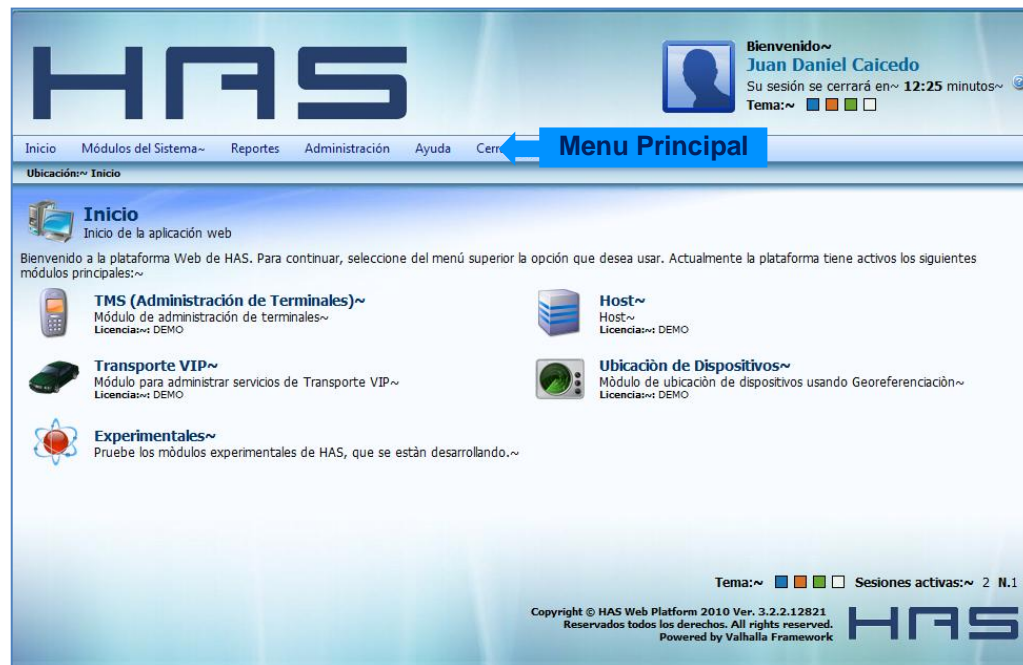 HAS
Bienvenido~
Juan Daniel Caicedo
Su sesión se cerrará en~ 12:25 minutos~
Tema:~
Inicio Módulos del Sistema~ Reportes Administración Ayuda
Menu Principal
Ubicación:~ Inicio
Inicio
Inicio de la aplicación web
Bienvenido a la plataforma Web de HAS. Para continuar, seleccione del menú superior la opción que desea usar. Actualmente la plataforma tiene activos los siguientes
módulos principales:~
TMS (Administración de Terminales)~
Módulo de administración de terminales~
Licencia:~: DEMO
Host~
Host~
Licencia:~: DEMO
Transporte VIP~
Módulo para administrar servicios de Transporte VIP~
Licencia:~: DEMO
Ubicaciòn de Dispositivos~
Mòdulo de ubicaciòn de dispositivos usando Georeferenciaciòn~
Licencia:~: DEMO
Experimentales~
Pruebe los mòdulos experimentales de HAS, que se estàn desarrollando.~
Tema:~ Sesiones activas:~ 2 N.1
Copyright © HAS Web Platform 2010 Ver. 3.2.2.12821
Reservados todos los derechos. All rights reserved.
Powered by Valhalla Framework
HAS